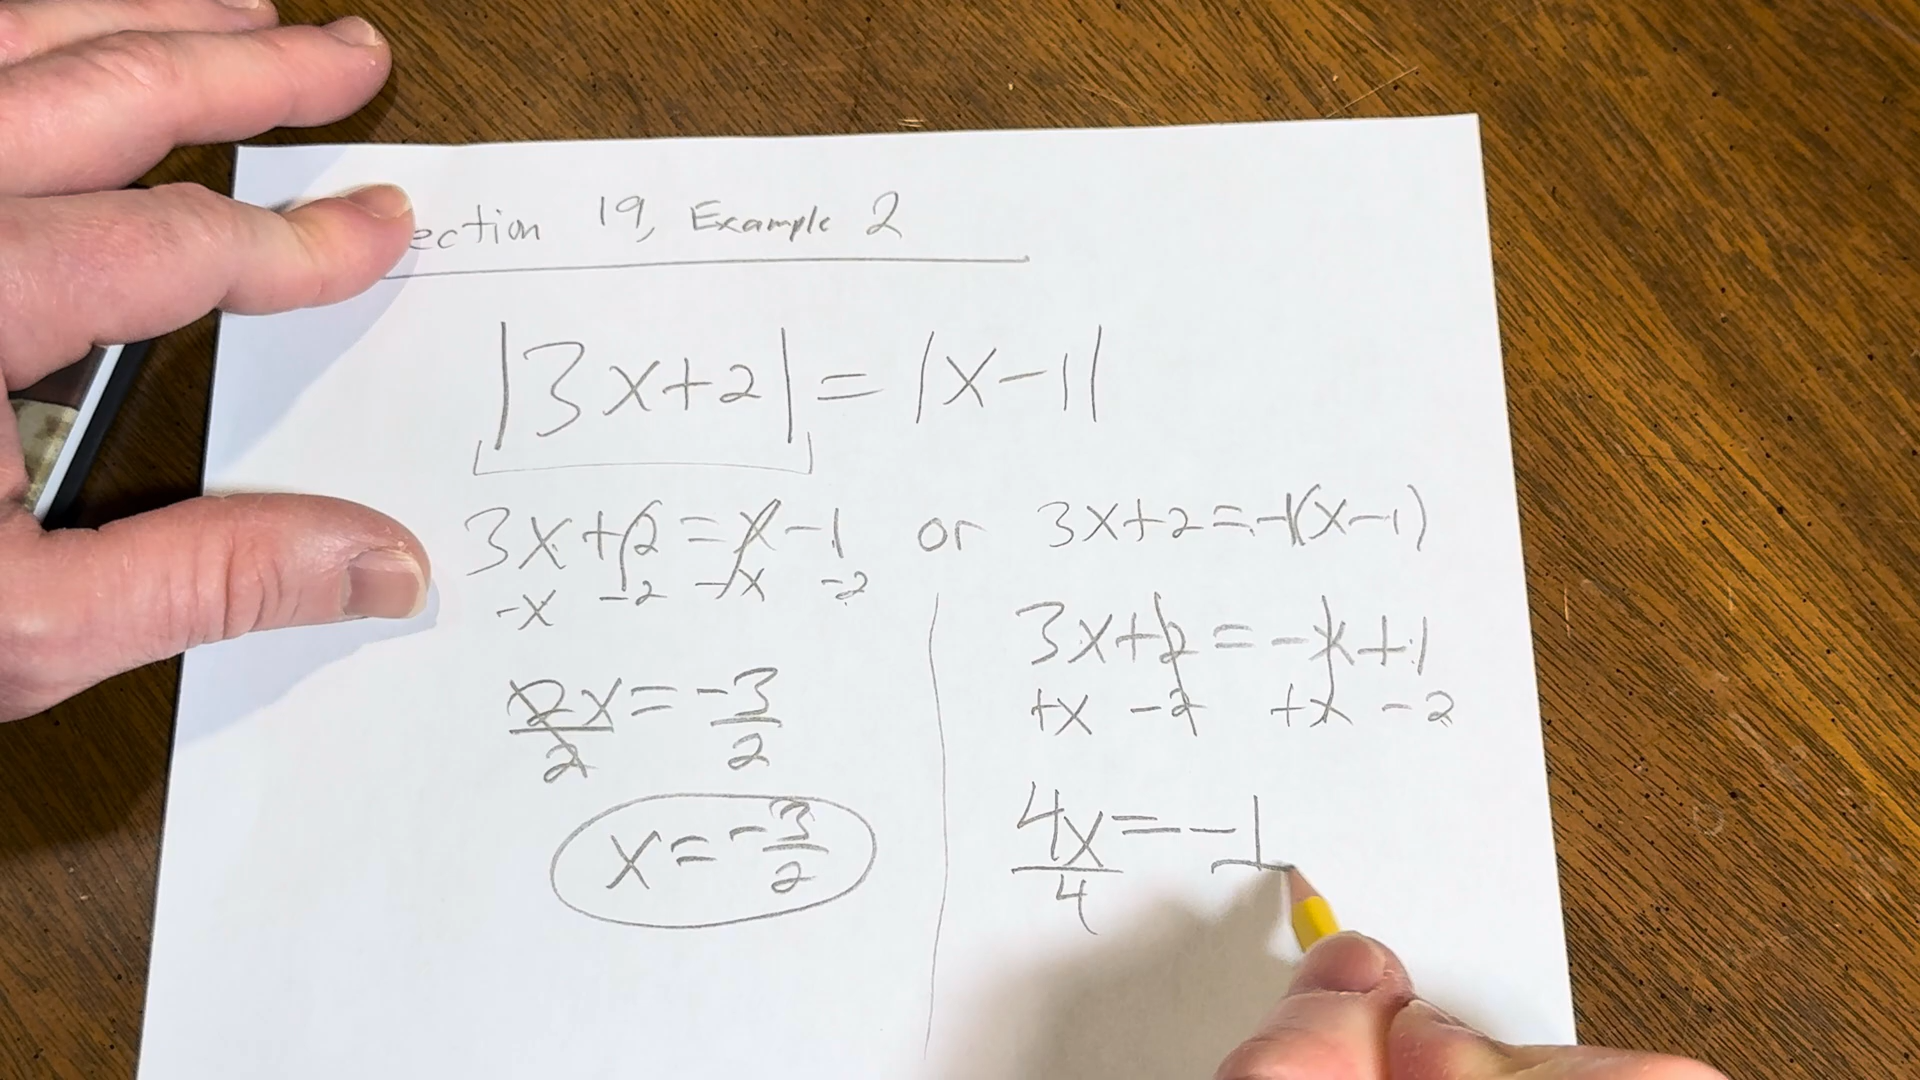 ection 19, Example 2
|3x+2| = |x-1|
3x+2 = x-1 or 3x+2 = -1(x-1)
-x -2 -x -2
2x/2 = -3/2
x = -3/2
3x+2 = -x+1
+x -2 +x -2
4x/4 = -1